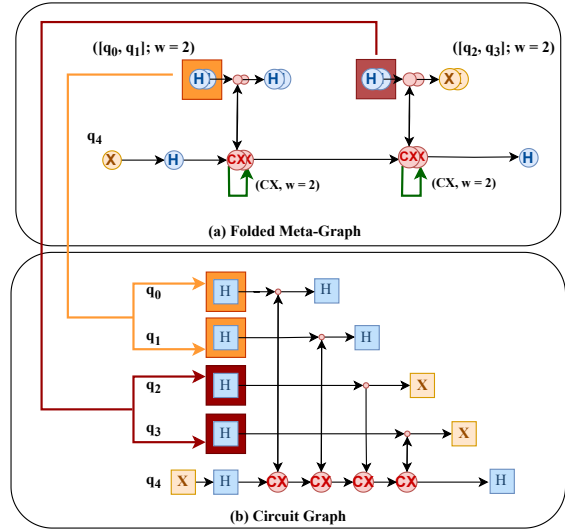 ([q0, q1]; w = 2)
([q2, q3]; w = 2)
H H H X
q4
X H CX X CX X H
(CX, w = 2)
(CX, w = 2)
(a) Folded Meta-Graph
q0 H H
q1 H H
q2 H X
q3 H X
q4 X H CX CX CX CX H
(b) Circuit Graph